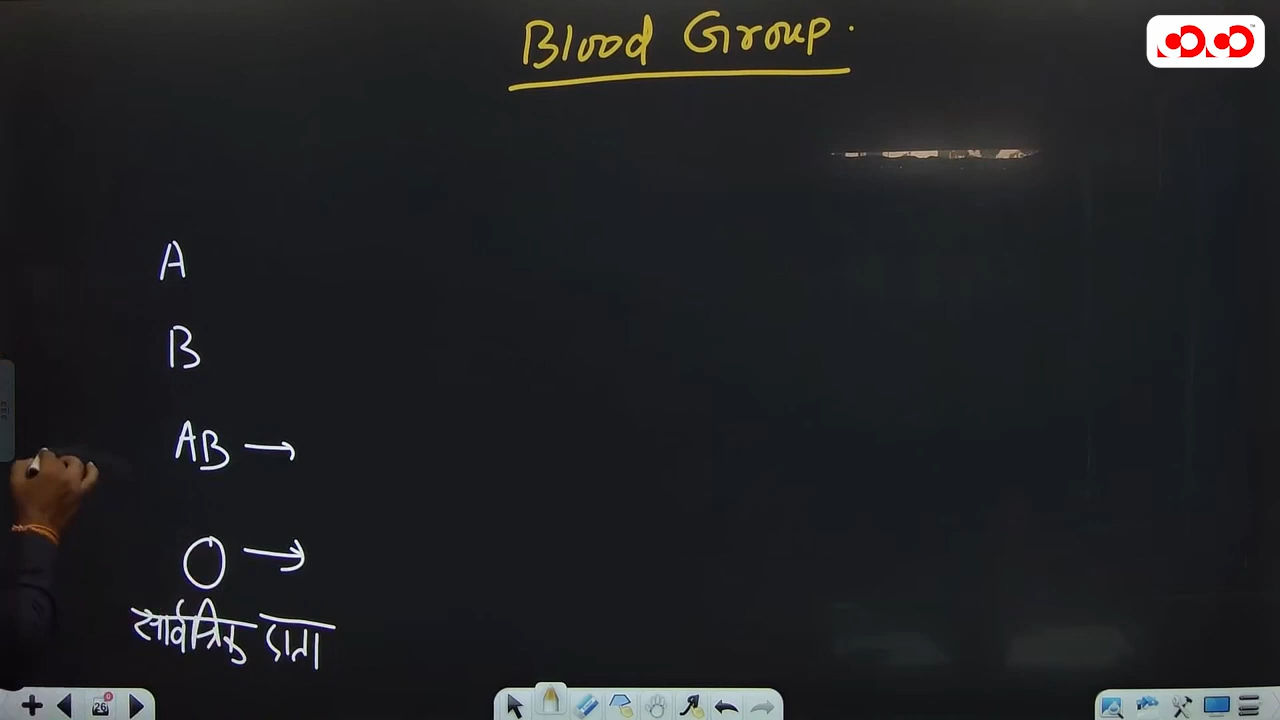 Blood Group.
A
B
AB →
O →
सार्वत्रिक दाता